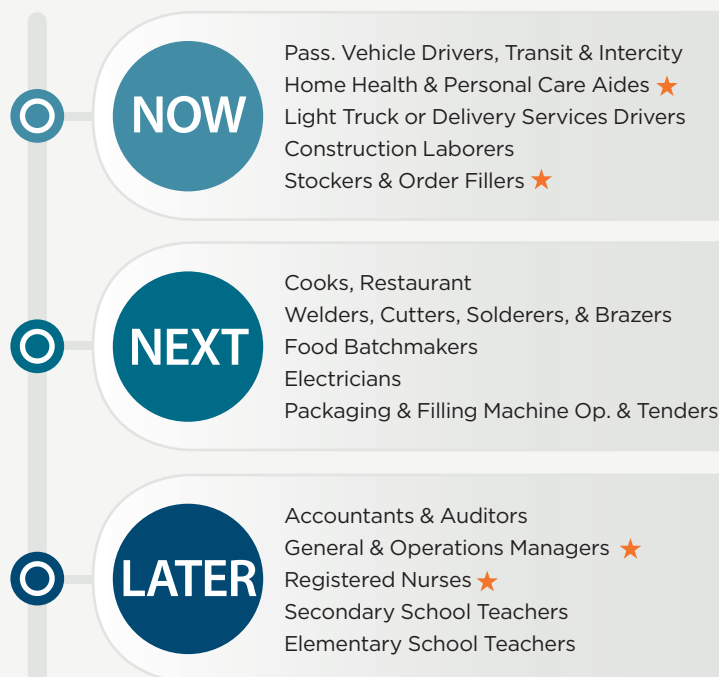 NOW
Pass. Vehicle Drivers, Transit & Intercity
Home Health & Personal Care Aides
Light Truck or Delivery Services Drivers
Construction Laborers
Stockers & Order Fillers
NEXT
Cooks, Restaurant
Welders, Cutters, Solderers, & Brazers
Food Batchmakers
Electricians
Packaging & Filling Machine Op. & Tenders
LATER
Accountants & Auditors
General & Operations Managers
Registered Nurses
Secondary School Teachers
Elementary School Teachers